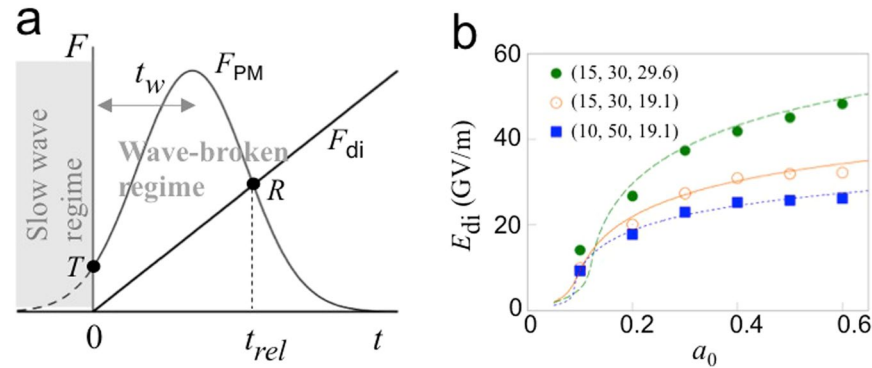 a
F
t_w
F_PM
F_di
Slow wave
regime
Wave-broken
regime
T
R
0
t_rel
t
b
60
40
20
0
E_di (GV/m)
(15, 30, 29.6)
(15, 30, 19.1)
(10, 50, 19.1)
0
0.2
0.4
0.6
a_0